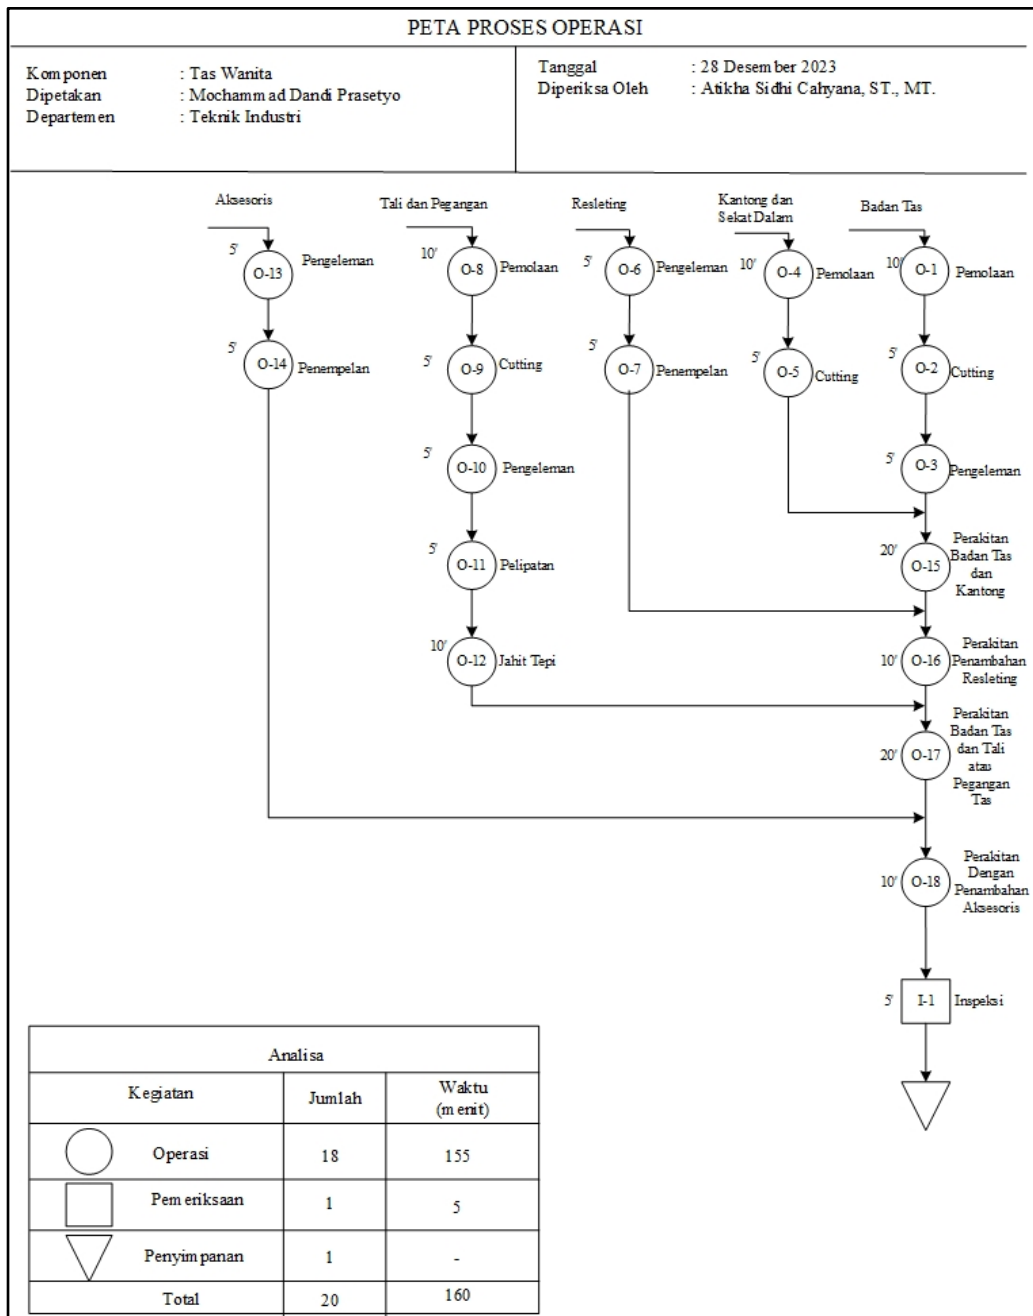 PETA PROSES OPERASI
Komponen : Tas Wanita
Dipetakan : Mochammad Dandi Prasetyo
Departemen : Teknik Industri
Tanggal : 28 Desember 2023
Diperiksa Oleh : Atikha Sidhi Cahyana, ST., MT.
Aksesoris
Tali dan Pegangan
Resleting
Kantong dan
Sekat Dalam
Badan Tas
5' O-13 Pengeleman
10' O-8 Pemolaan
5' O-6 Pengeleman
10' O-4 Pemolaan
10' O-1 Pemolaan
5' O-14 Penempelan
5' O-9 Cutting
5' O-7 Penempelan
5' O-5 Cutting
5' O-2 Cutting
5' O-10 Pengeleman
5' O-3 Pengeleman
5' O-11 Pelipatan
20' O-15
Perakitan
Badan Tas
dan
Kantong
10' O-12 Jahit Tepi
10' O-16
Perakitan
Penambahan
Resleting
20' O-17
Perakitan
Badan Tas
dan Tali
atau
Pegangan
Tas
10' O-18
Perakitan
Dengan
Penambahan
Aksesoris
5' I-1 Inspeksi
Analisa
Kegiatan Jumlah Waktu
(menit)
Operasi 18 155
Pemeriksaan 1 5
Penyimpanan 1 -
Total 20 160